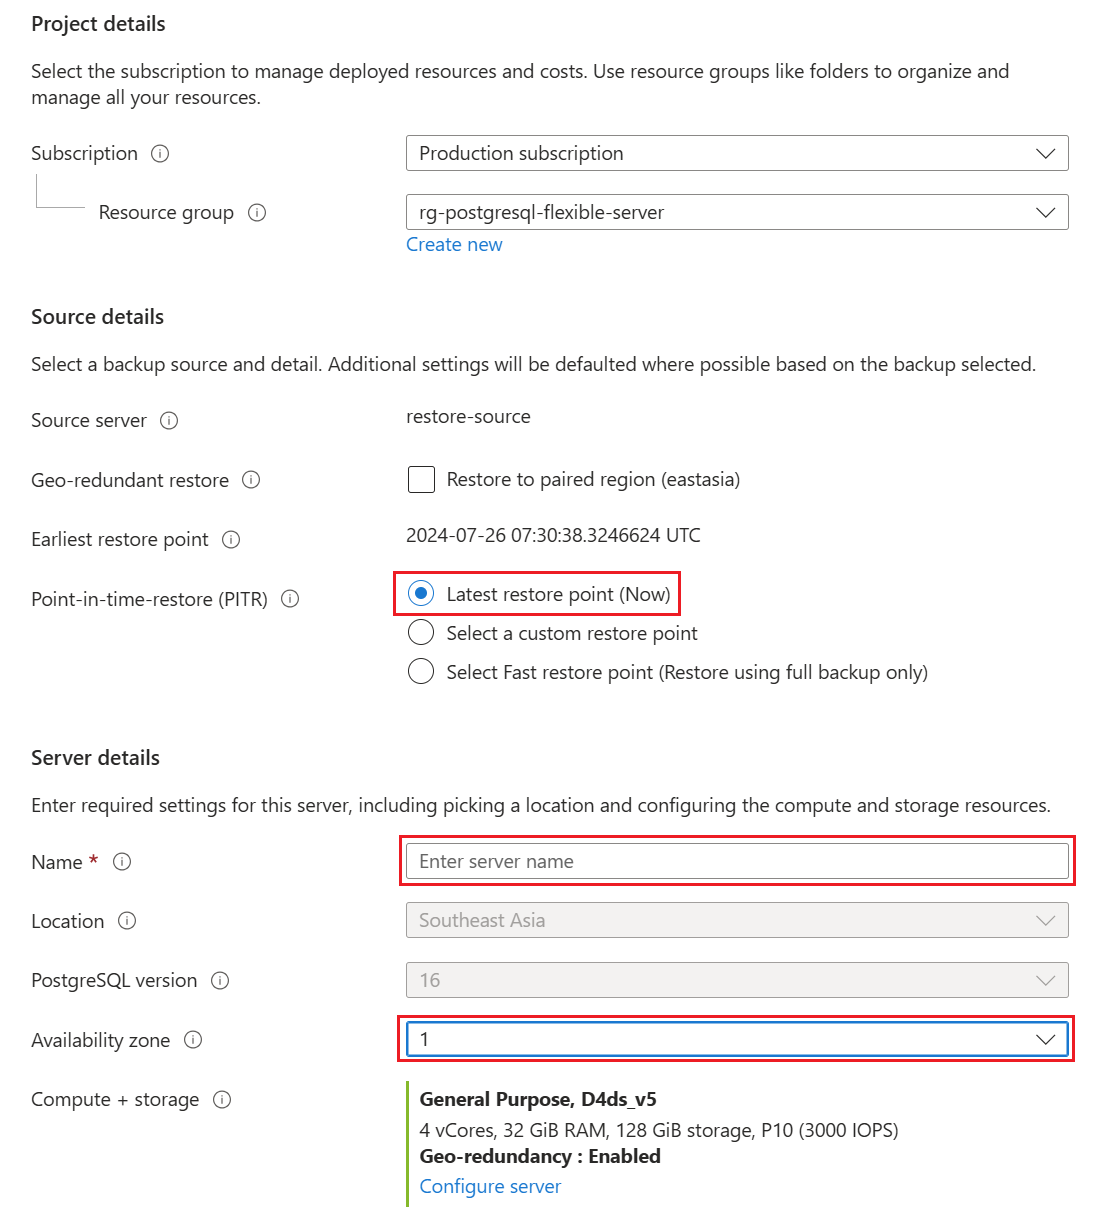 Project details
Select the subscription to manage deployed resources and costs. Use resource groups like folders to organize and
manage all your resources.
Subscription
Production subscription
Resource group
rg-postgresql-flexible-server
Create new
Source details
Select a backup source and detail. Additional settings will be defaulted where possible based on the backup selected.
Source server
restore-source
Geo-redundant restore
Restore to paired region (eastasia)
Earliest restore point
2024-07-26 07:30:38.3246624 UTC
Point-in-time-restore (PITR)
Latest restore point (Now)
Select a custom restore point
Select Fast restore point (Restore using full backup only)
Server details
Enter required settings for this server, including picking a location and configuring the compute and storage resources.
Name *
Enter server name
Location
Southeast Asia
PostgreSQL version
16
Availability zone
1
Compute + storage
General Purpose, D4ds_v5
4 vCores, 32 GiB RAM, 128 GiB storage, P10 (3000 IOPS)
Geo-redundancy : Enabled
Configure server